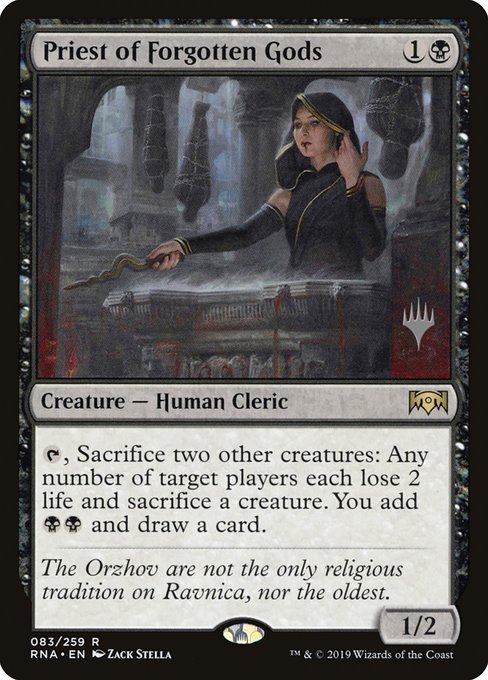 Priest of Forgotten Gods 1
Creature — Human Cleric
, Sacrifice two other creatures: Any
number of target players each lose 2
life and sacrifice a creature. You add
and draw a card.
The Orzhov are not the only religious
tradition on Ravnica, nor the oldest.
1/2
083/259 R
RNA • EN Zack Stella
™ & © 2019 Wizards of the Coast